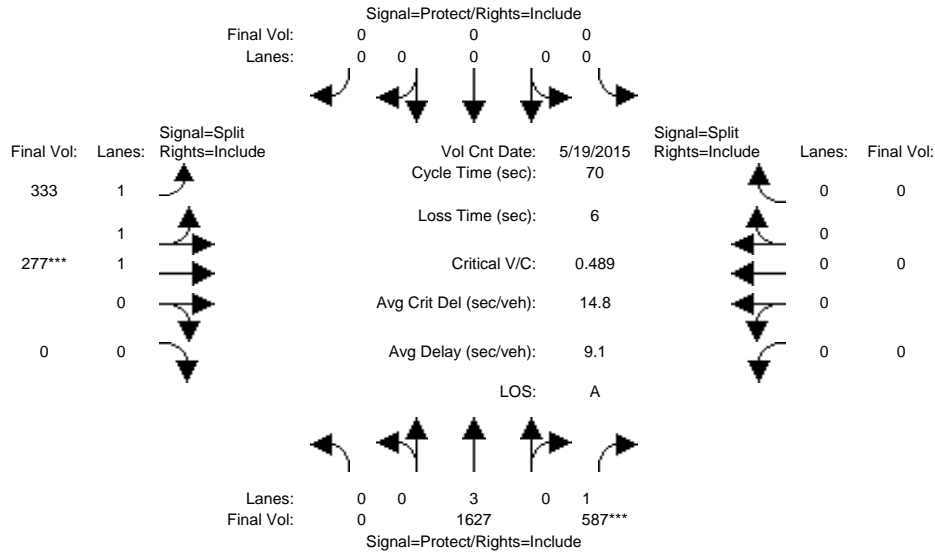 Signal=Protect/Rights=Include
Final Vol: 0 0 0
Lanes: 0 0 0 0 0
Signal=Split Signal=Split
Final Vol: Lanes: Rights=Include Vol Cnt Date: 5/19/2015 Rights=Include Lanes: Final Vol:
Cycle Time (sec): 70
333 1 0 0
Loss Time (sec): 6
1 0
277*** 1 Critical V/C: 0.489 0 0
0 Avg Crit Del (sec/veh): 14.8 0
0 0 Avg Delay (sec/veh): 9.1 0 0
LOS: A
Lanes: 0 0 3 0 1
Final Vol: 0 1627 587***
Signal=Protect/Rights=Include